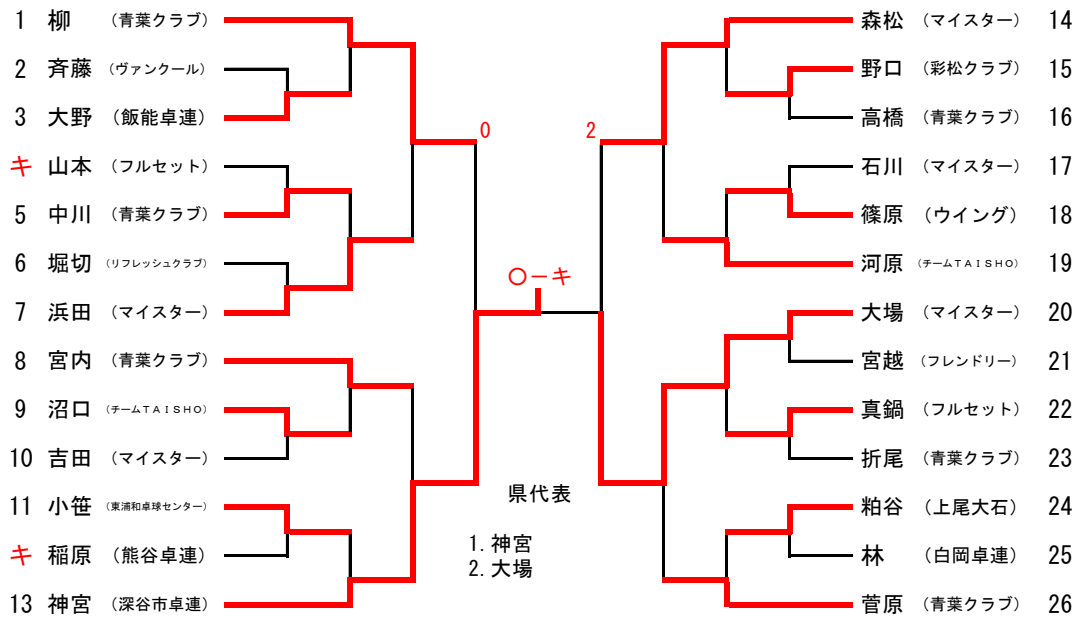 1 柳 (青葉クラブ)
2 斉藤 (ヴァンクール)
3 大野 (飯能卓連)
キ 山本 (フルセット)
5 中川 (青葉クラブ)
6 堀切 (リフレッシュクラブ)
7 浜田 (マイスター)
8 宮内 (青葉クラブ)
9 沼口 (チームTAISHO)
10 吉田 (マイスター)
11 小笹 (東浦和卓球センター)
キ 稲原 (熊谷卓連)
13 神宮 (深谷市卓連)
0
2
〇ーキ
県代表
1. 神宮
2. 大場
森松 (マイスター) 14
野口 (彩松クラブ) 15
高橋 (青葉クラブ) 16
石川 (マイスター) 17
篠原 (ウイング) 18
河原 (チームTAISHO) 19
大場 (マイスター) 20
宮越 (フレンドリー) 21
真鍋 (フルセット) 22
折尾 (青葉クラブ) 23
粕谷 (上尾大石) 24
林 (白岡卓連) 25
菅原 (青葉クラブ) 26